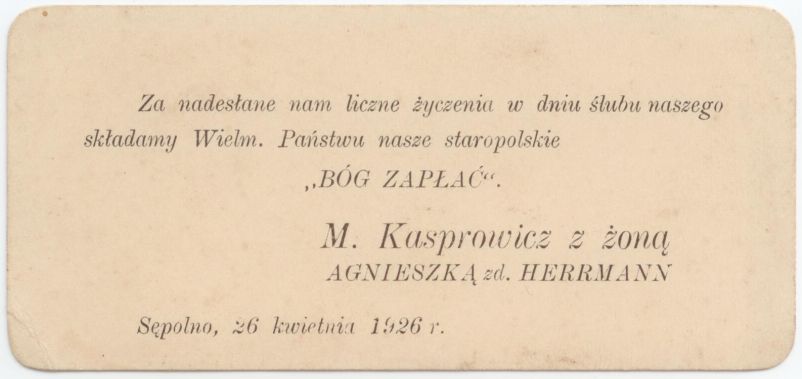 Za nadesłane nam liczne życzenia w dniu ślubu naszego
składamy Wielm. Państwu nasze staropolskie
„BÓG ZAPŁAĆ“.
M. Kasprowicz z żoną
AGNIESZKĄ zd. HERRMANN
Sępolno, 26 kwietnia 1926 r.